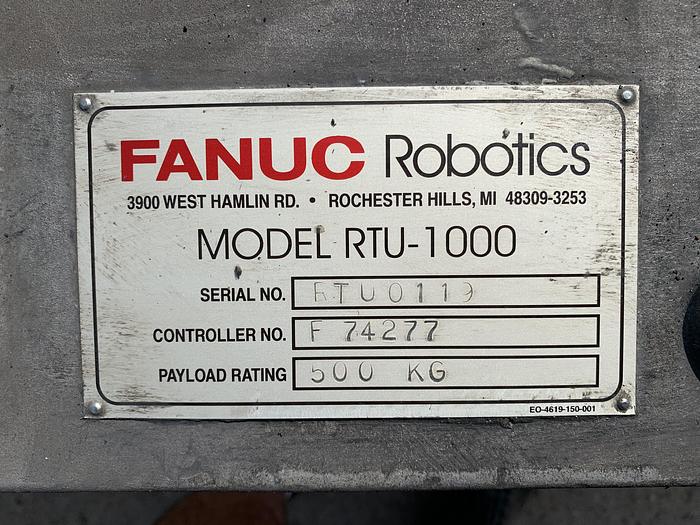 FANUC Robotics
3900 WEST HAMLIN RD. • ROCHESTER HILLS, MI 48309-3253
MODEL RTU-1000
SERIAL NO. RTU0119
CONTROLLER NO. F 74277
PAYLOAD RATING 500 KG
EO-4619-150-001